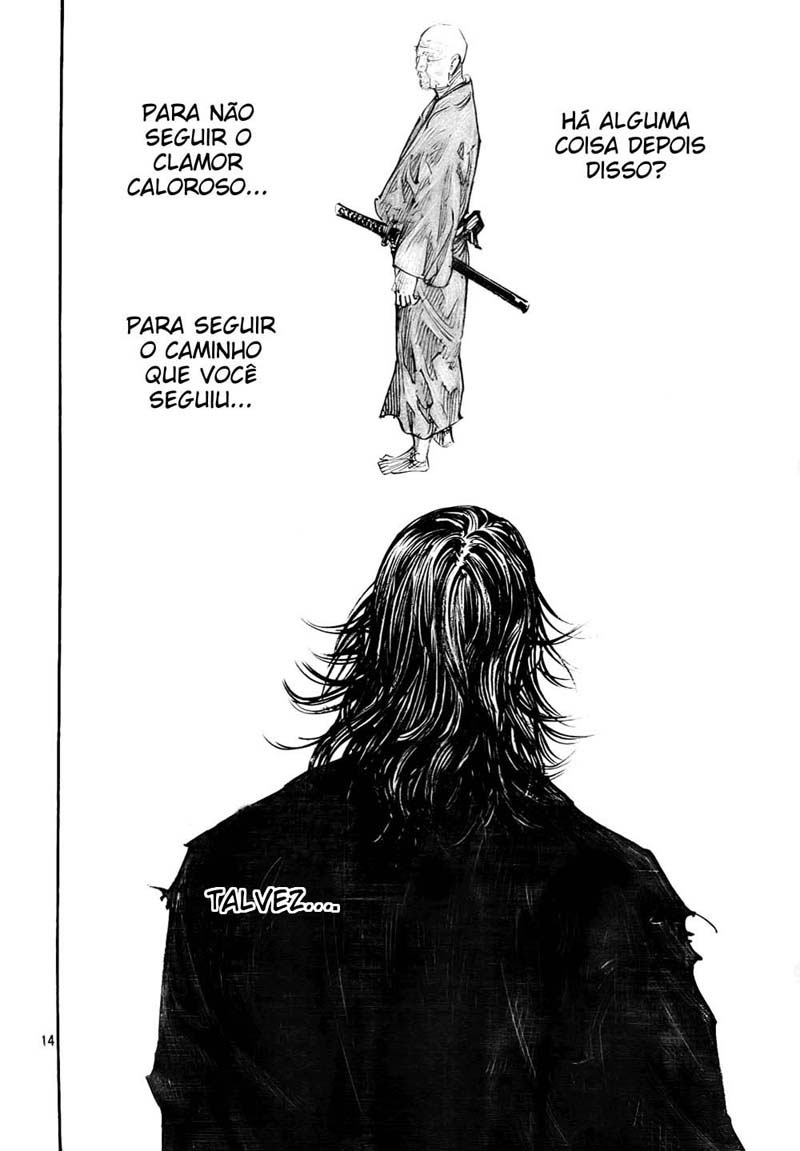 HÁ ALGUMA
COISA DEPOIS
DISSO?
PARA NÃO
SEGUIR O
CLAMOR
CALOROSO...
PARA SEGUIR
O CAMINHO
QUE VOCÊ
SEGUIU...
TALVEZ....
14